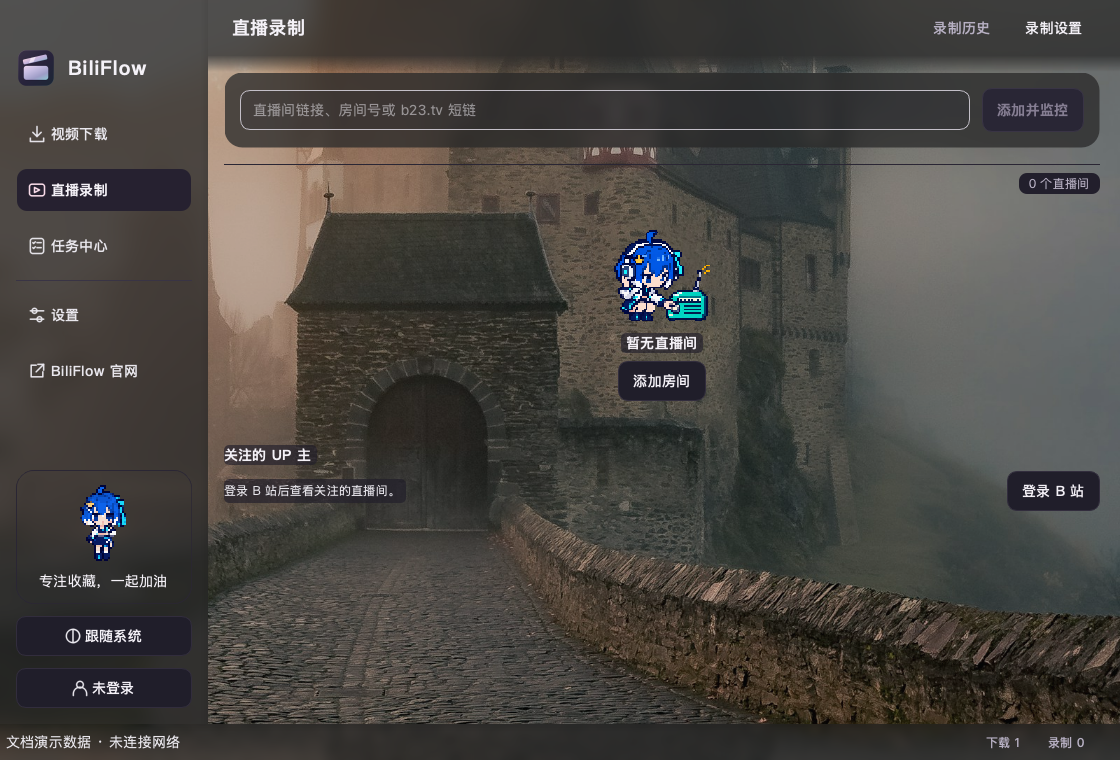 BiliFlow
视频下载
直播录制
任务中心
设置
BiliFlow 官网
专注收藏，一起加油
跟随系统
未登录
直播录制
录制历史
录制设置
直播间链接、房间号或 b23.tv 短链
添加并监控
0 个直播间
暂无直播间
添加房间
关注的 UP 主
登录 B 站后查看关注的直播间。
登录 B 站
文档演示数据 · 未连接网络
下载 1
录制 0